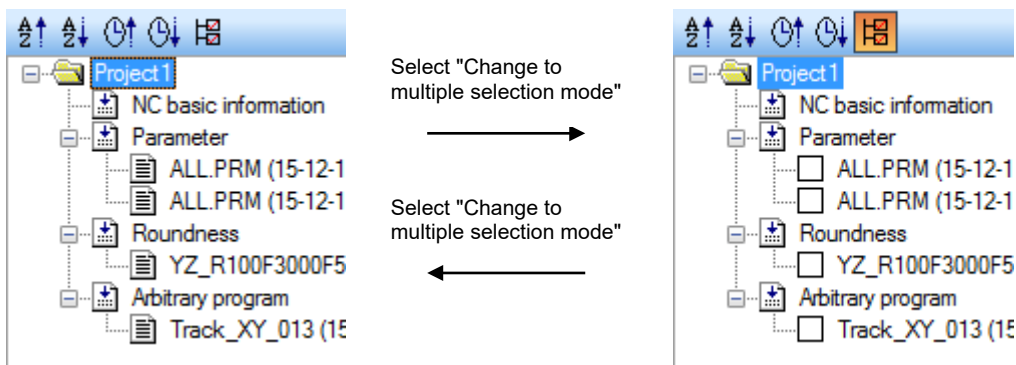 Project1
NC basic information
Parameter
ALL.PRM (15-12-1
ALL.PRM (15-12-1
Roundness
YZ_R100F3000F5
Arbitrary program
Track_XY_013 (15
Select "Change to
multiple selection mode"
Select "Change to
multiple selection mode"
Project1
NC basic information
Parameter
ALL.PRM (15-12-1
ALL.PRM (15-12-1
Roundness
YZ_R100F3000F5
Arbitrary program
Track_XY_013 (15